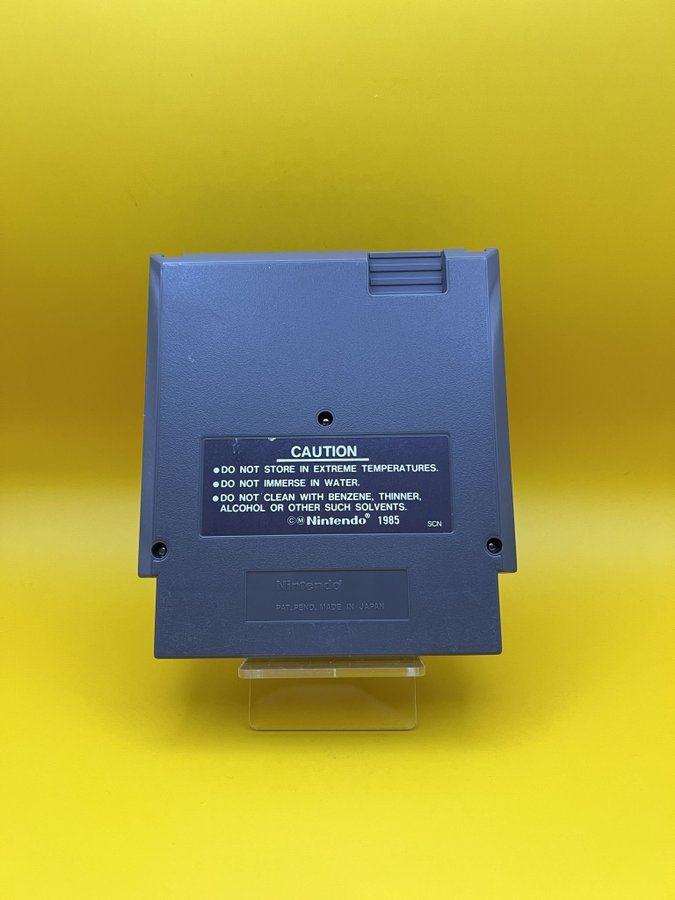 CAUTION
●DO NOT STORE IN EXTREME TEMPERATURES.
●DO NOT IMMERSE IN WATER.
●DO NOT CLEAN WITH BENZENE, THINNER,
ALCOHOL OR OTHER SUCH SOLVENTS.
©Ⓜ Nintendo® 1985 SCN
Nintendo®
PAT. PEND. MADE IN JAPAN